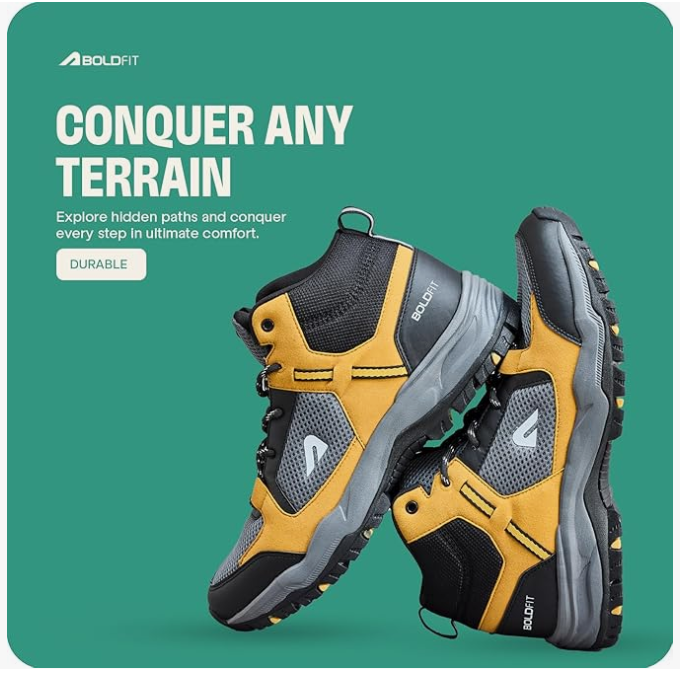 BOLDFIT
CONQUER ANY
TERRAIN
Explore hidden paths and conquer
every step in ultimate comfort.
DURABLE
BOLDFIT
BOLDFIT